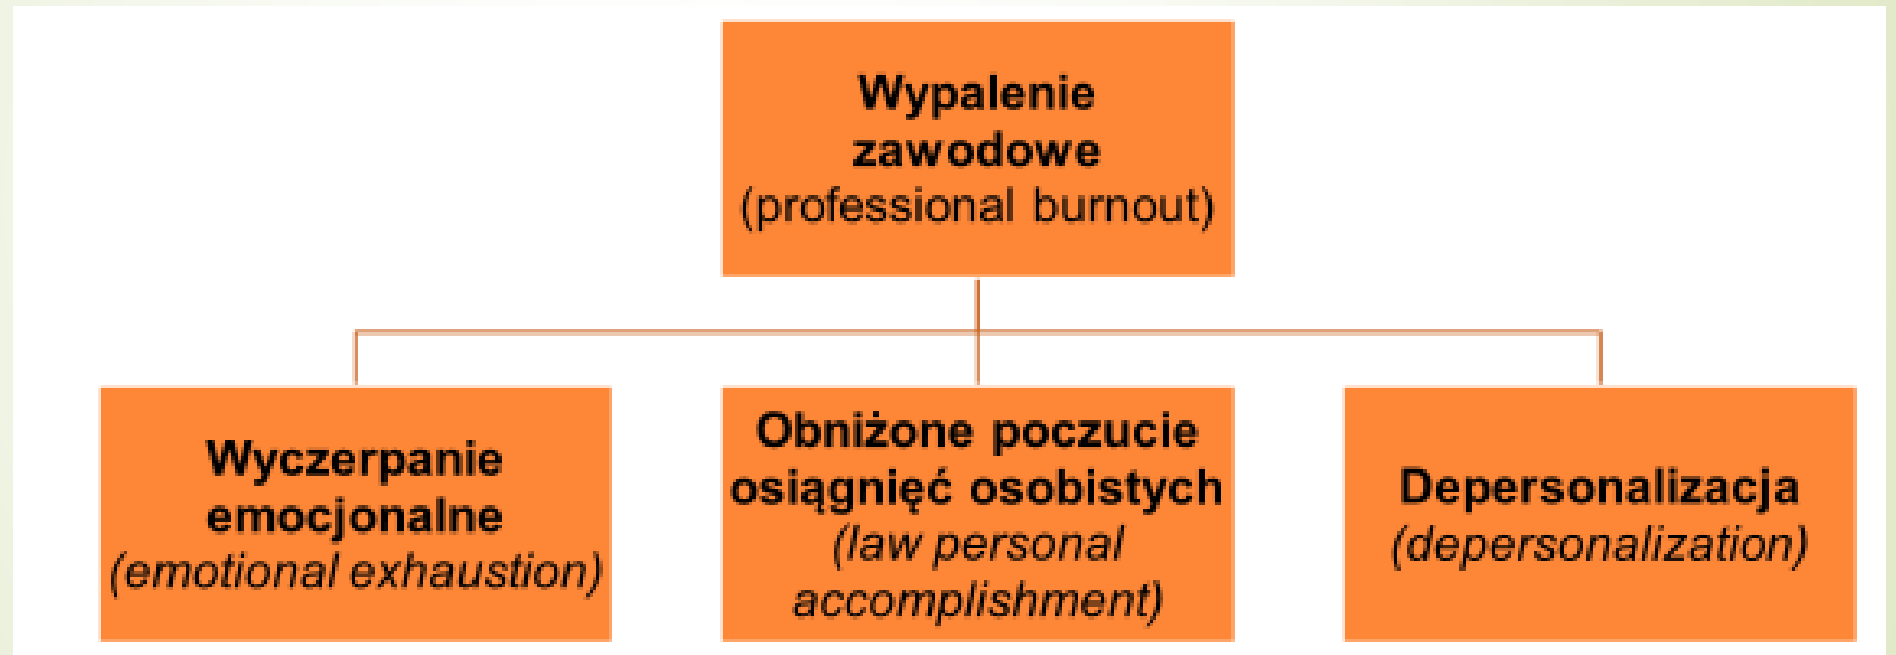 Wypalenie
zawodowe
(professional burnout)
Wyczerpanie
emocjonalne
(emotional exhaustion)
Obniżone poczucie
osiągnięć osobistych
(law personal
accomplishment)
Depersonalizacja
(depersonalization)